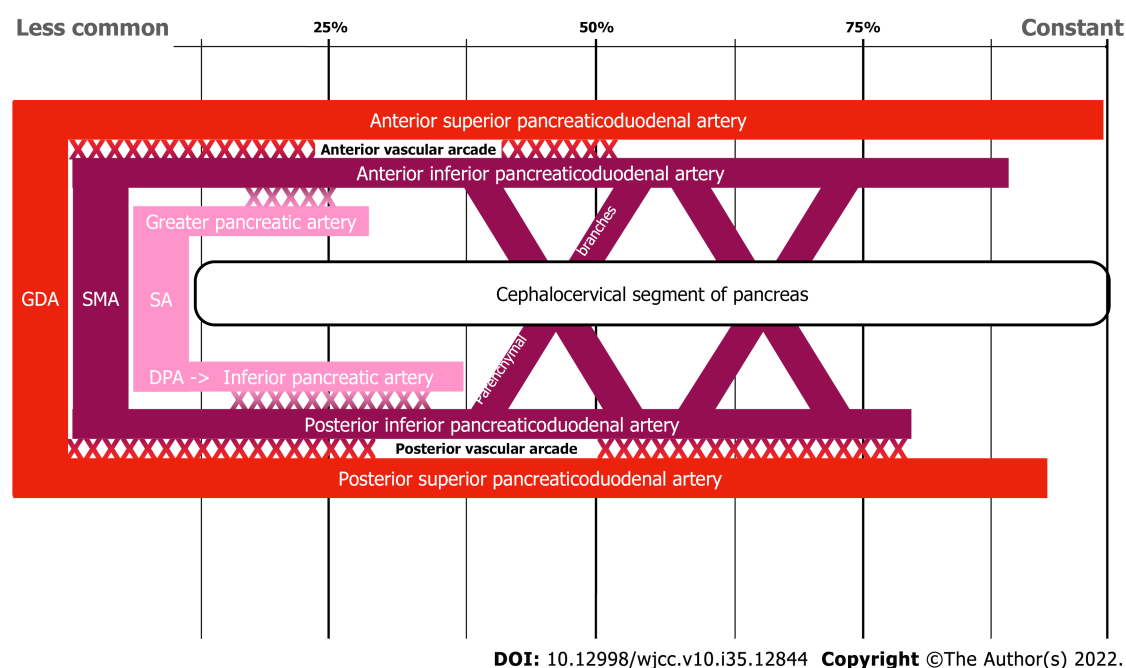 Less common 25% 50% 75% Constant
Anterior superior pancreaticoduodenal artery
Anterior vascular arcade
Anterior inferior pancreaticoduodenal artery
Greater pancreatic artery
branches
GDA SMA SA Cephalocervical segment of pancreas
Parenchymal
DPA -> Inferior pancreatic artery
Posterior inferior pancreaticoduodenal artery
Posterior vascular arcade
Posterior superior pancreaticoduodenal artery
DOI: 10.12998/wjcc.v10.i35.12844 Copyright ©The Author(s) 2022.